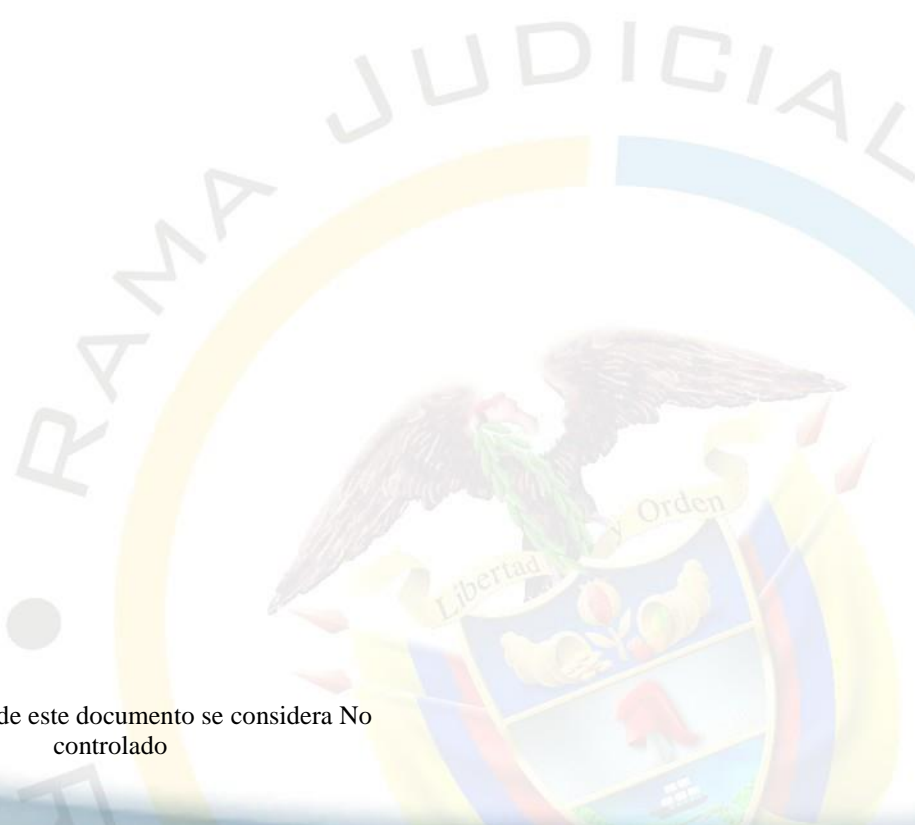 RAMA JUDICIAL
Libertad y Orden
de este documento se considera No
controlado